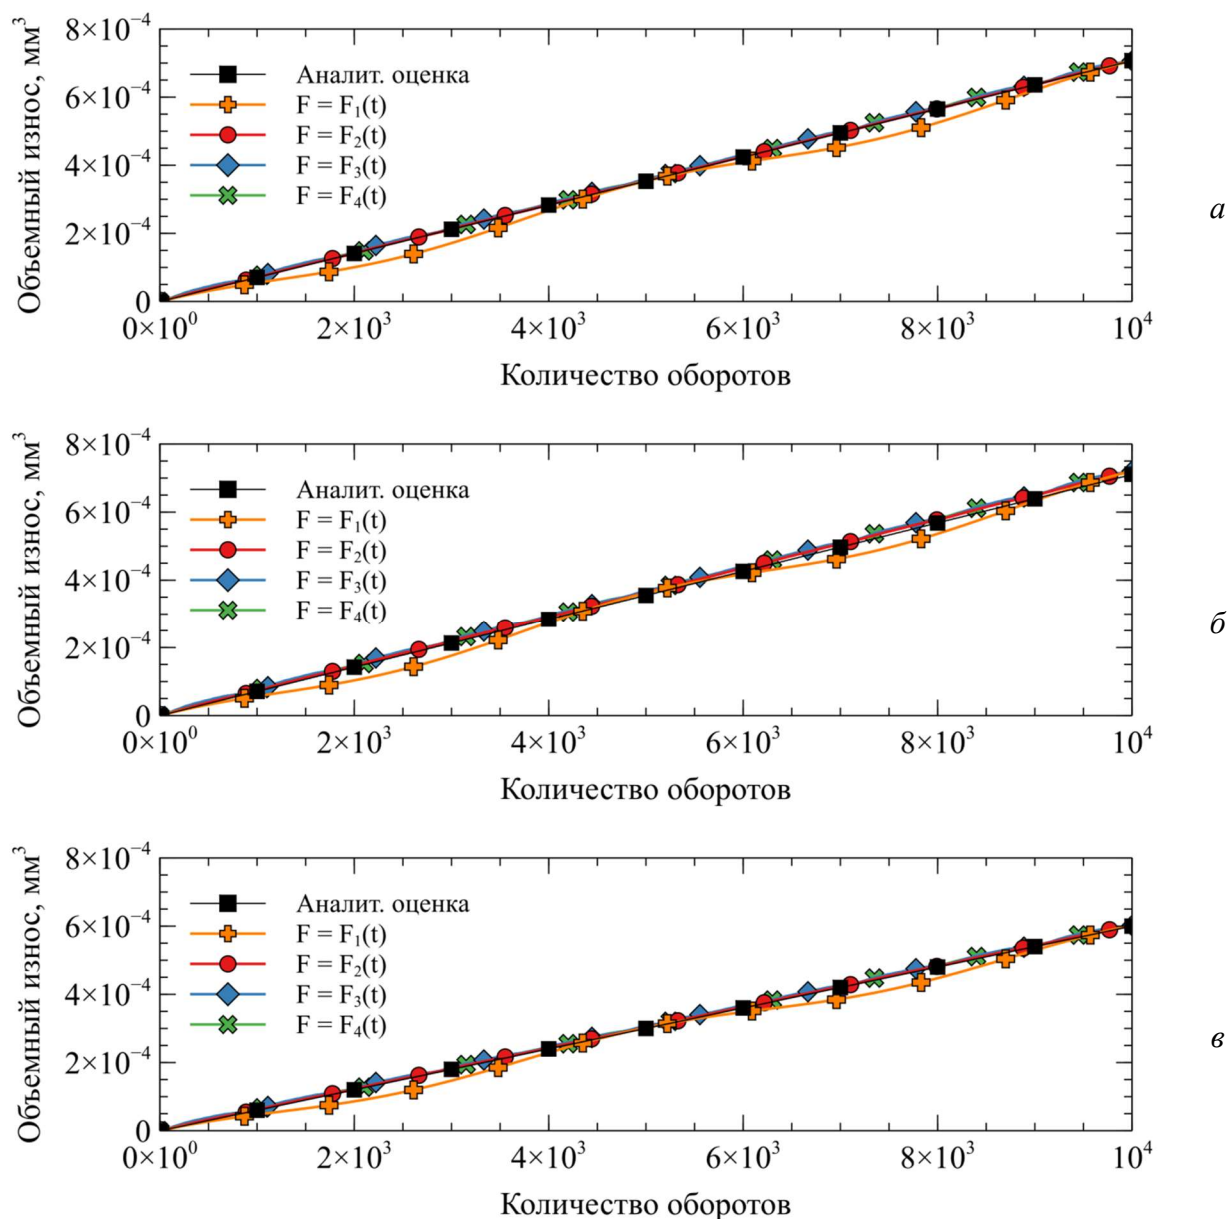 8×10⁻⁴
6×10⁻⁴
4×10⁻⁴
2×10⁻⁴
0
Объемный износ, мм³
Аналит. оценка
F = F₁(t)
F = F₂(t)
F = F₃(t)
F = F₄(t)
0×10⁰ 2×10³ 4×10³ 6×10³ 8×10³ 10⁴
Количество оборотов
а
8×10⁻⁴
6×10⁻⁴
4×10⁻⁴
2×10⁻⁴
0
Объемный износ, мм³
Аналит. оценка
F = F₁(t)
F = F₂(t)
F = F₃(t)
F = F₄(t)
0×10⁰ 2×10³ 4×10³ 6×10³ 8×10³ 10⁴
Количество оборотов
б
8×10⁻⁴
6×10⁻⁴
4×10⁻⁴
2×10⁻⁴
0
Объемный износ, мм³
Аналит. оценка
F = F₁(t)
F = F₂(t)
F = F₃(t)
F = F₄(t)
0×10⁰ 2×10³ 4×10³ 6×10³ 8×10³ 10⁴
Количество оборотов
в